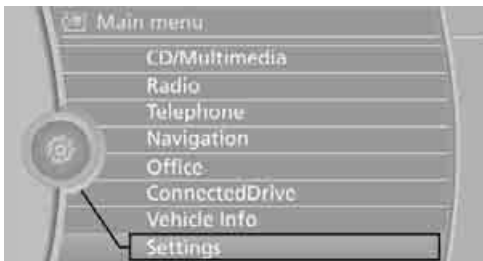 Main menu
CD/Multimedia
Radio
Telephone
Navigation
Office
ConnectedDrive
Vehicle Info
Settings